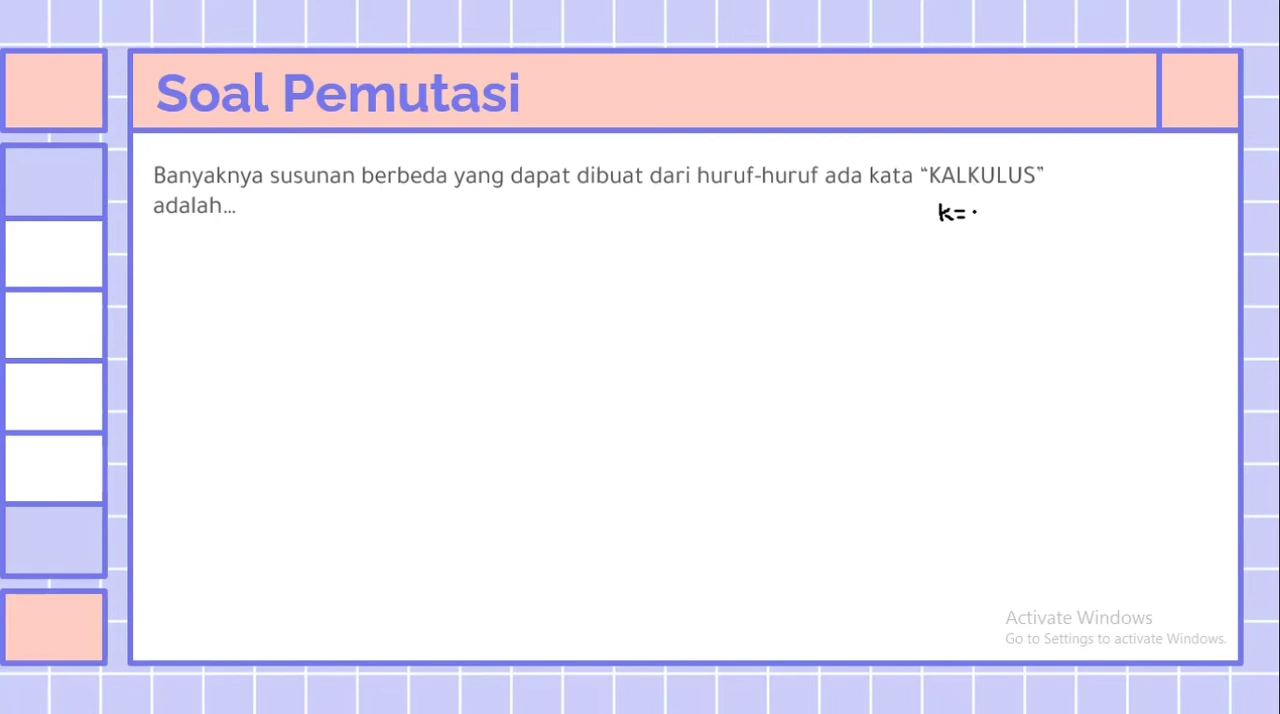 Soal Pemutasi
Banyaknya susunan berbeda yang dapat dibuat dari huruf-huruf ada kata “KALKULUS”
adalah…
k= ·
Activate Windows
Go to Settings to activate Windows.